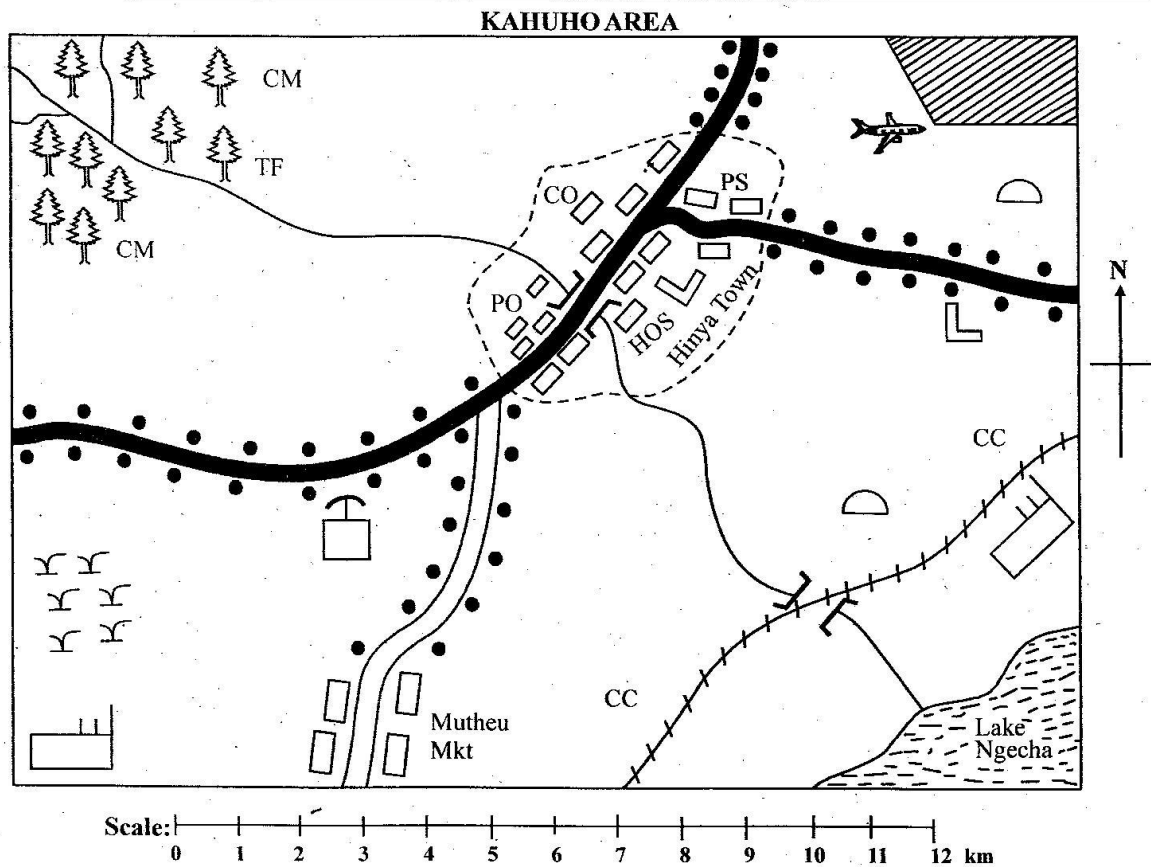 KAHUHO AREA
CM
TF
CM
CO
PS
PO
HOS
Hinya Town
N
CC
CC
Mutheu
Mkt
Lake
Ngecha
Scale:
0 1 2 3 4 5 6 7 8 9 10 11 12 km